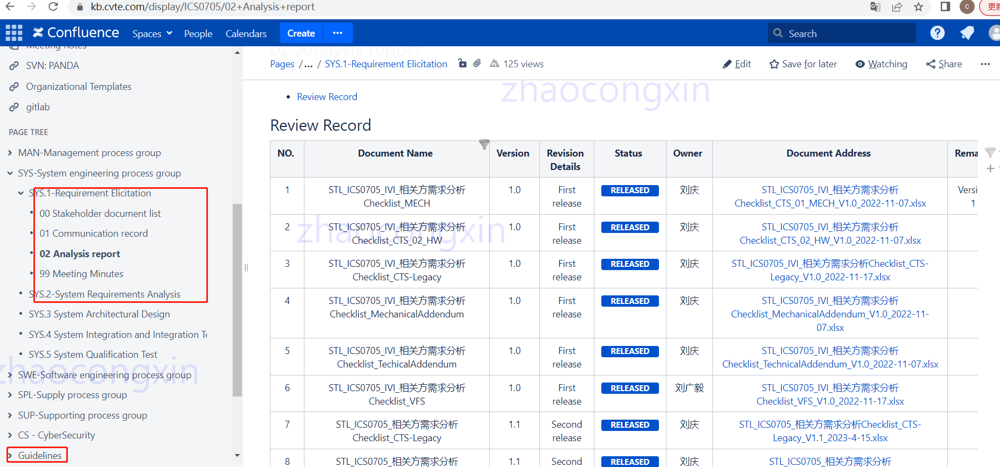 kb.cvte.com/display/ICS0705/02+Analysis+report
C
更新
Confluence
Spaces
People
Calendars
Create
Search
Meeting notes
SVN: PANDA
Organizational Templates
gitlab
PAGE TREE
MAN-Management process group
SYS-System engineering process group
SYS.1-Requirement Elicitation
00 Stakeholder document list
01 Communication record
02 Analysis report
99 Meeting Minutes
SYS.2-System Requirements Analysis
SYS.3 System Architectural Design
SYS.4 System Integration and Integration Te
SYS.5 System Qualification Test
SWE-Software engineering process group
SPL-Supply process group
SUP-Supporting process group
CS - CyberSecurity
Guidelines
02 Analysis report
Pages /... / SYS.1-Requirement Elicitation
125 views
Edit
Save for later
Watching
Share
zhaocongxin
Review Record
Review Record
NO. Document Name Version Revision Details Status Owner Document Address Rema
1 STL_ICS0705_IVI_相关方需求分析 1.0 First RELEASED 刘庆 STL_ICS0705_IVI_相关方需求分析 Versi
Checklist_MECH release Checklist_CTS_01_MECH_V1.0_2022-11-07.xlsx 1
2 STL_ICS0705_IVI_相关方需求分析 1.0 First RELEASED 刘庆 STL_ICS0705_IVI_相关方需求分析
Checklist_CTS_02_HW release Checklist_CTS_02_HW_V1.0_2022-11-07.xlsx
zhaocongxin
3 STL_ICS0705_IVI_相关方需求分析 1.0 First RELEASED 刘庆 STL_ICS0705_IVI_相关方需求分析Checklist_CTS-
Checklist_CTS-Legacy release Legacy_V1.0_2022-11-17.xlsx
4 STL_ICS0705_IVI_相关方需求分析 1.0 First RELEASED 刘庆 STL_ICS0705_IVI_相关方需求分析
Checklist_MechanicalAddendum release Checklist_MechanicalAddendum_V1.0_2022-11-
07.xlsx
5 STL_ICS0705_IVI_相关方需求分析 1.0 First RELEASED 刘庆 STL_ICS0705_IVI_相关方需求分析
Checklist_TechicalAddendum release Checklist_TechnicalAddendum_V1.0_2022-11-07.xlsx
zhaocongxin
6 STL_ICS0705_IVI_相关方需求分析 1.0 First RELEASED 刘广毅 STL_ICS0705_IVI_相关方需求分析
Checklist_VFS release Checklist_VFS_V1.0_2022-11-17.xlsx
7 STL_ICS0705_相关方需求分析 1.1 Second RELEASED 刘庆 STL_ICS0705_相关方需求分析Checklist_CTS-
Checklist_CTS-Legacy release Legacy_V1.1_2023-4-15.xlsx
8 STL_ICS0705_相关方需求分析 1.1 Second RELEASED 刘庆 STL_ICS0705_相关方需求分析